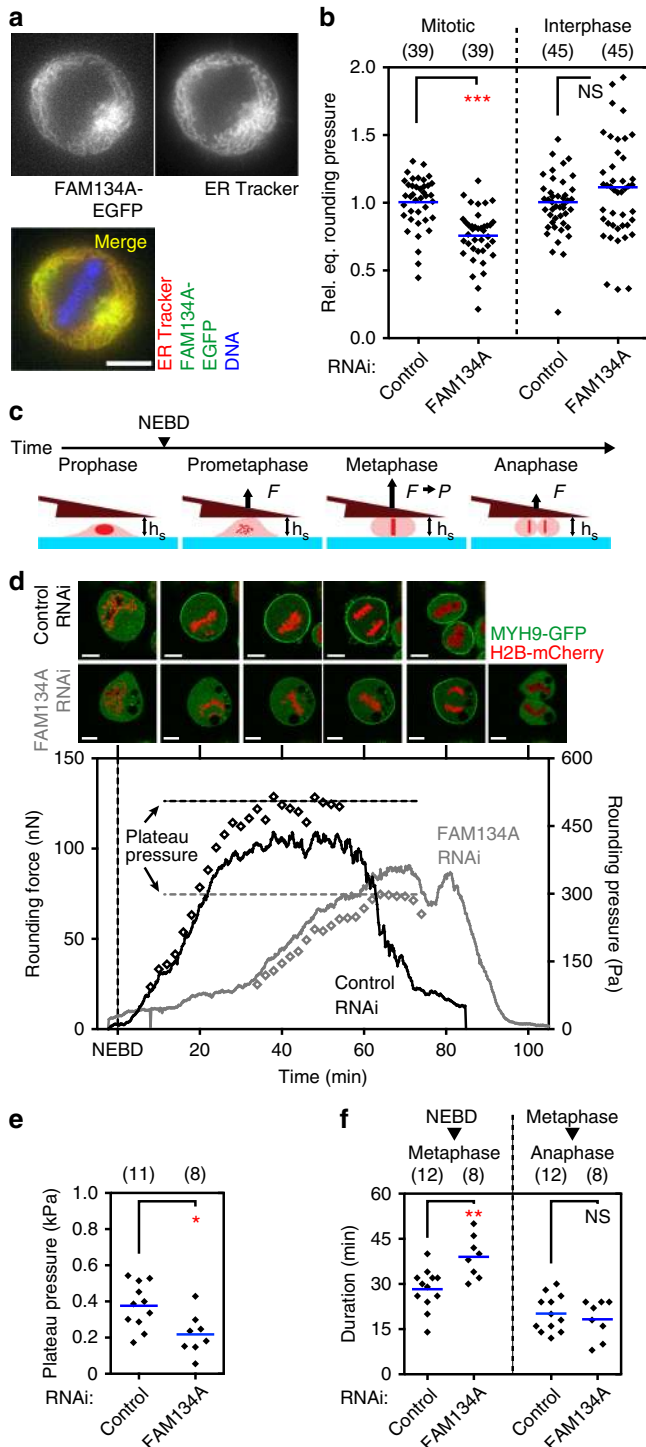 a
FAM134A-
EGFP
ER Tracker
Merge
ER Tracker
FAM134A-
EGFP
DNA
b
Mitotic
Interphase
(39)
(39)
(45)
(45)
***
NS
2.0
1.5
1.0
0.5
0.0
Rel. eq. rounding pressure
RNAi:
Control
FAM134A
Control
FAM134A
c
NEBD
Time
Prophase
Prometaphase
Metaphase
Anaphase
F
F → P
F
hs
hs
hs
hs
d
Control
RNAi
FAM134A
RNAi
MYH9-GFP
H2B-mCherry
150
100
50
0
Rounding force (nN)
600
450
300
150
0
Rounding pressure
(Pa)
Plateau
pressure
FAM134A
RNAi
Control
RNAi
NEBD
20
40
60
80
100
Time (min)
e
(11)
(8)
*
1.0
0.8
0.6
0.4
0.2
0
Plateau pressure (kPa)
RNAi:
Control
FAM134A
f
NEBD
Metaphase
Metaphase
Anaphase
(12)
(8)
(12)
(8)
**
NS
60
45
30
15
0
Duration (min)
RNAi:
Control
FAM134A
Control
FAM134A